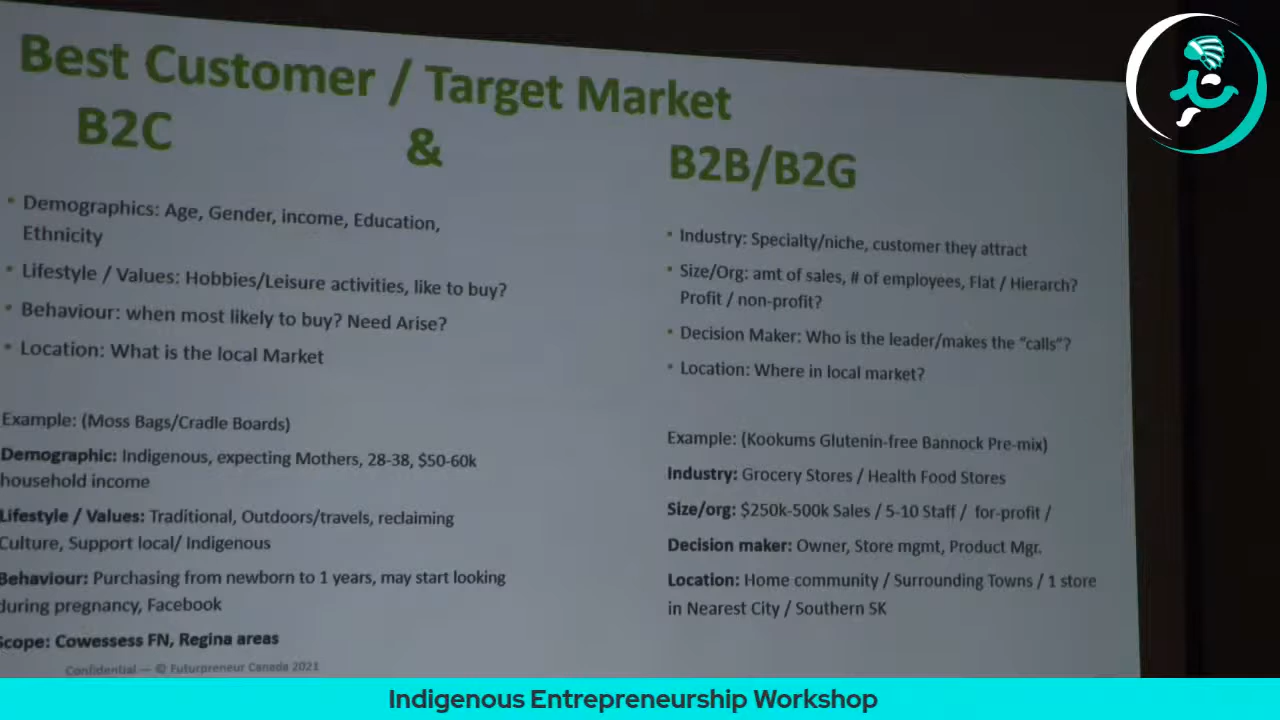 Best Customer / Target Market
B2C & B2B/B2G
• Demographics: Age, Gender, income, Education,
Ethnicity
• Lifestyle / Values: Hobbies/Leisure activities, like to buy?
• Behaviour: when most likely to buy? Need Arise?
• Location: What is the local Market
Example: (Moss Bags/Cradle Boards)
Demographic: Indigenous, expecting Mothers, 28-38, $50-60k
household income
Lifestyle / Values: Traditional, Outdoors/travels, reclaiming
Culture, Support local/ Indigenous
Behaviour: Purchasing from newborn to 1 years, may start looking
during pregnancy, Facebook
Scope: Cowessess FN, Regina areas
Confidential — © Futurpreneur Canada 2021
• Industry: Specialty/niche, customer they attract
• Size/Org: amt of sales, # of employees, Flat / Hierarch?
Profit / non-profit?
• Decision Maker: Who is the leader/makes the "calls"?
• Location: Where in local market?
Example: (Kookums Glutenin-free Bannock Pre-mix)
Industry: Grocery Stores / Health Food Stores
Size/org: $250k-500k Sales / 5-10 Staff / for-profit /
Decision maker: Owner, Store mgmt, Product Mgr.
Location: Home community / Surrounding Towns / 1 store
in Nearest City / Southern SK
Indigenous Entrepreneurship Workshop